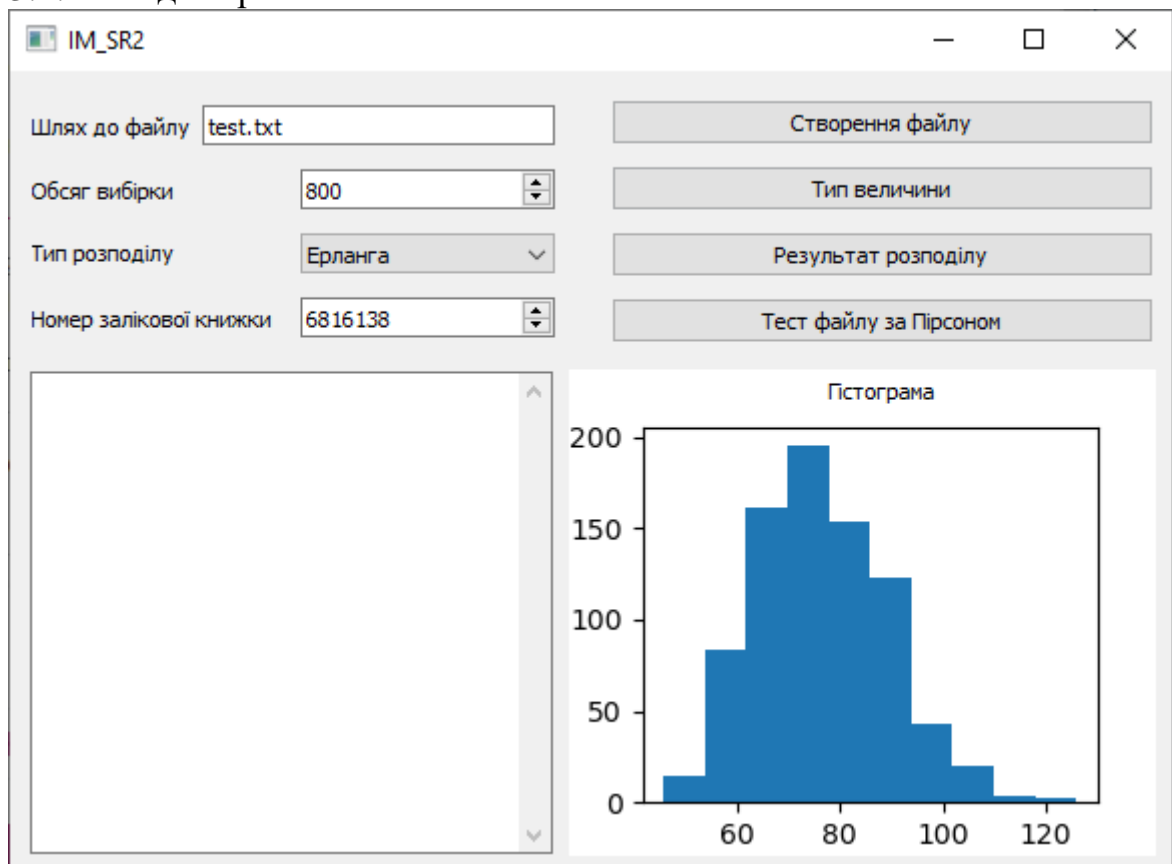 IM_SR2
Шлях до файлу test.txt
Створення файлу
Обсяг вибірки 800
Тип величини
Тип розподілу Ерланга
Результат розподілу
Номер залікової книжки 6816138
Тест файлу за Пірсоном
Гістограма
200
150
100
50
0
60 80 100 120